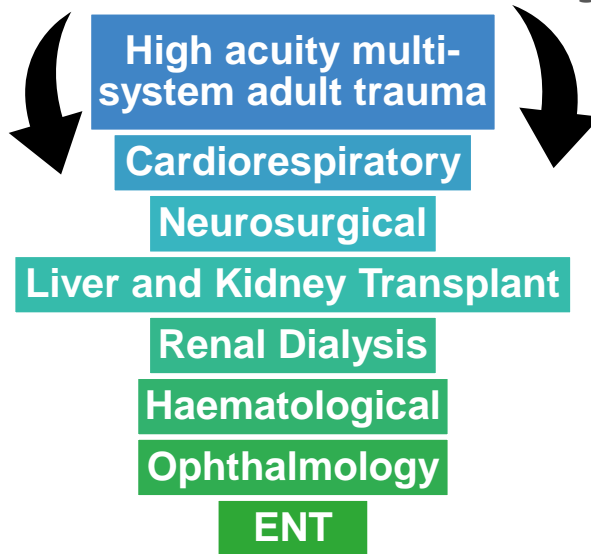 High acuity multi-
system adult trauma
Cardiorespiratory
Neurosurgical
Liver and Kidney Transplant
Renal Dialysis
Haematological
Ophthalmology
ENT